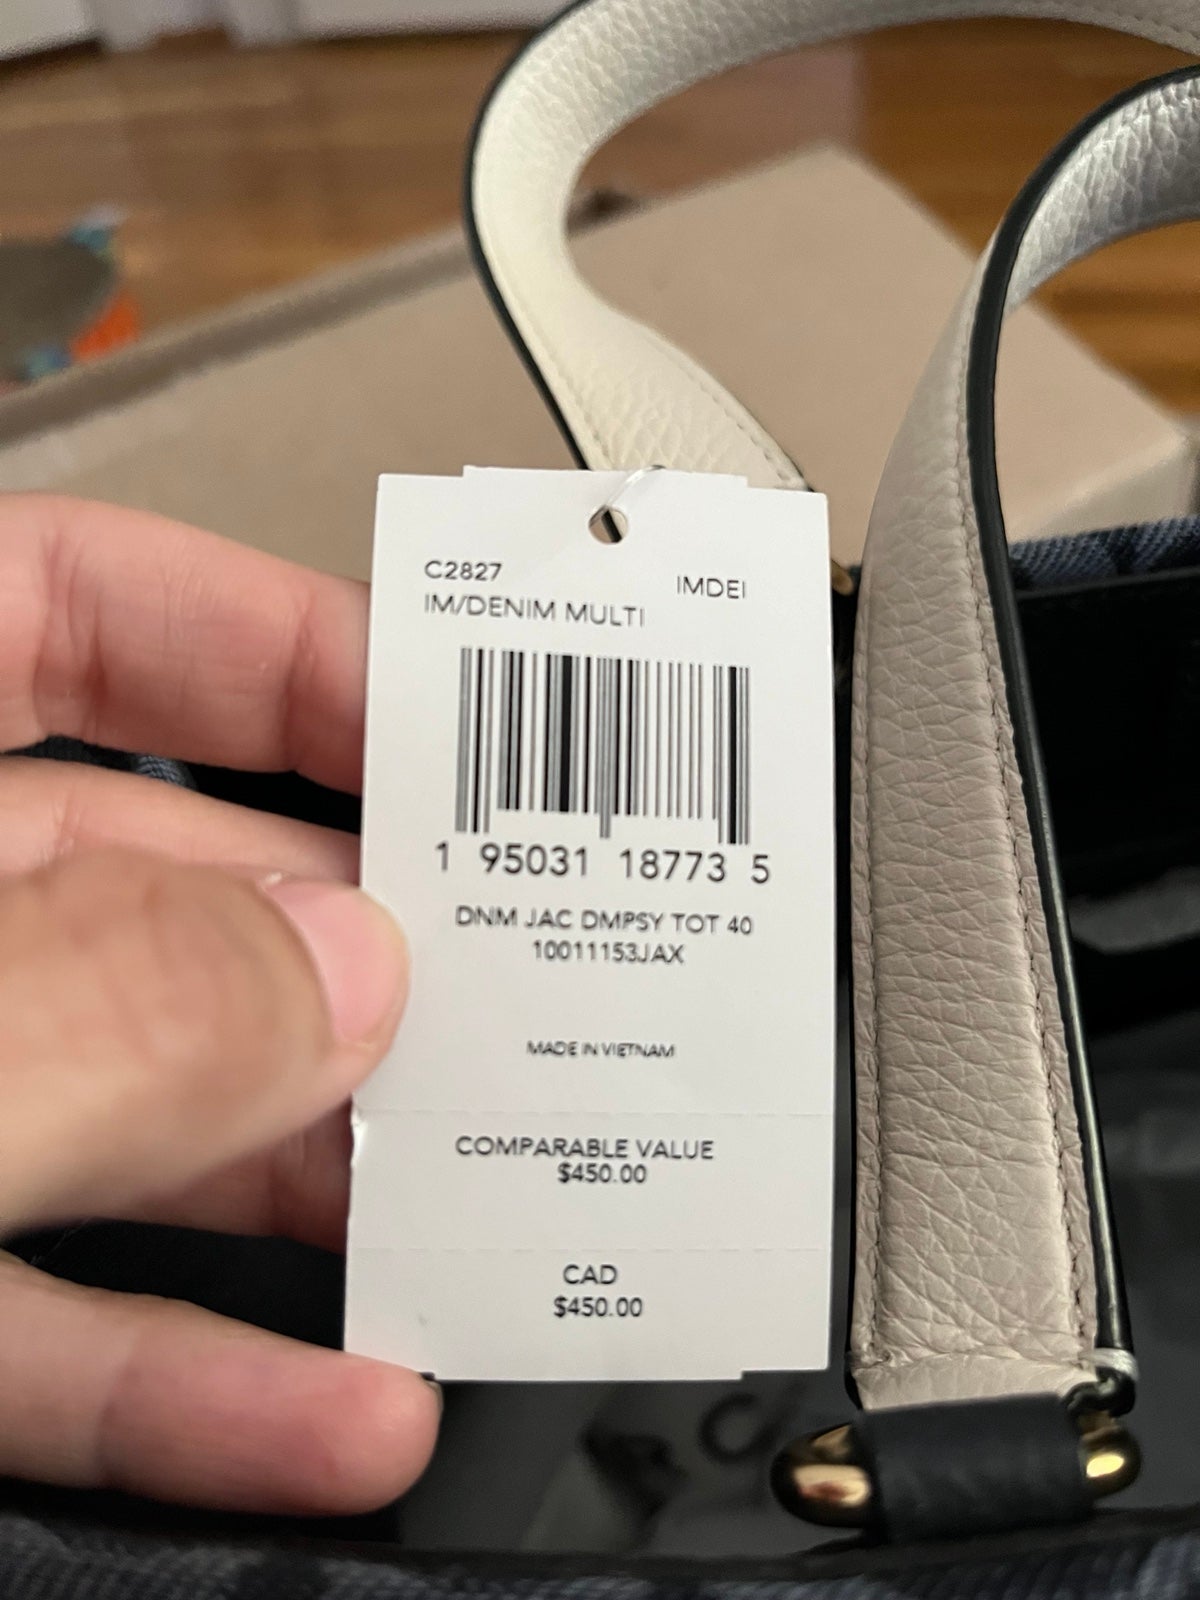 C2827
IMDEI
IM/DENIM MULTI
1 95031 18773 5
DNM JAC DMPSY TOT 40
10011153JAX
MADE IN VIETNAM
COMPARABLE VALUE
$450.00
CAD
$450.00